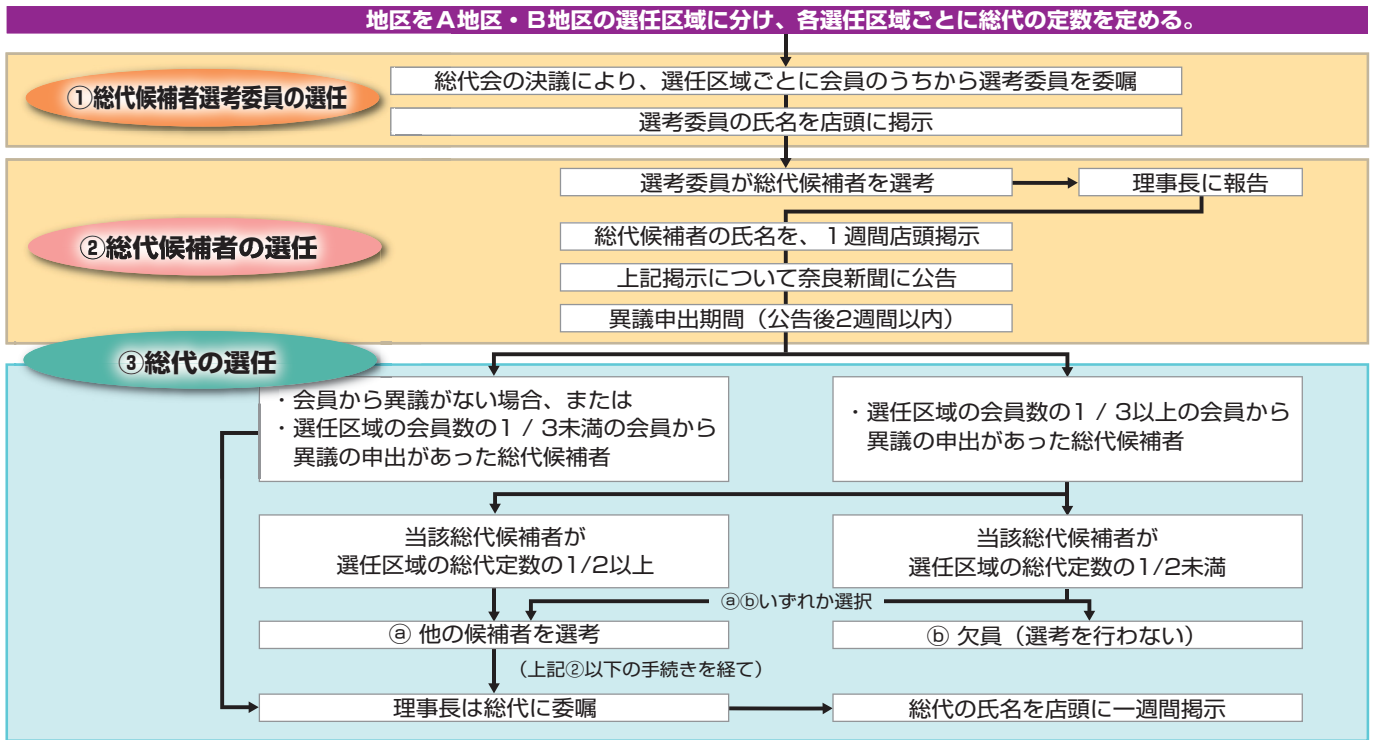 地区をA地区・B地区の選任区域に分け、各選任区域ごとに総代の定数を定める。
①総代候補者選考委員の選任
総代会の決議により、選任区域ごとに会員のうちから選考委員を委嘱
選考委員の氏名を店頭に掲示
②総代候補者の選任
選考委員が総代候補者を選考
理事長に報告
総代候補者の氏名を、1週間店頭掲示
上記掲示について奈良新聞に公告
異議申出期間（公告後2週間以内）
③総代の選任
・会員から異議がない場合、または
・選任区域の会員数の1 / 3未満の会員から
異議の申出があった総代候補者
・選任区域の会員数の1 / 3以上の会員から
異議の申出があった総代候補者
当該総代候補者が
選任区域の総代定数の1/2以上
当該総代候補者が
選任区域の総代定数の1/2未満
ⓐⓑいずれか選択
ⓐ 他の候補者を選考
ⓑ 欠員（選考を行わない）
（上記②以下の手続きを経て）
理事長は総代に委嘱
総代の氏名を店頭に一週間掲示